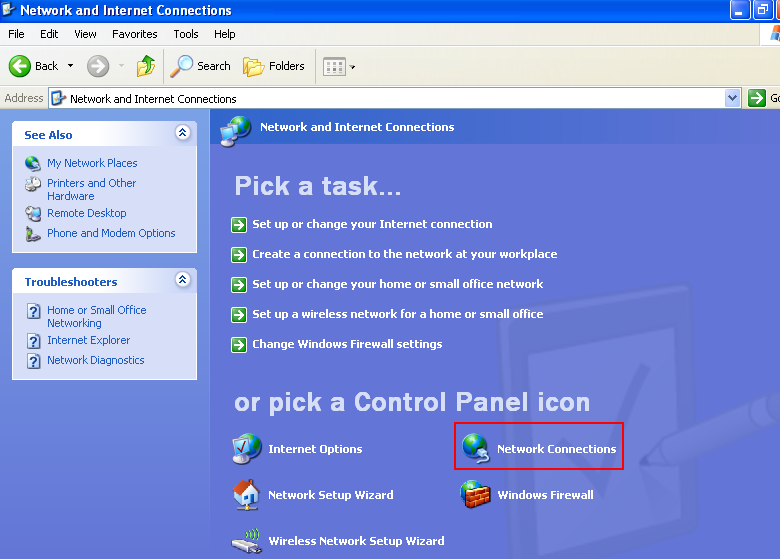 Network and Internet Connections
File Edit View Favorites Tools Help
Back Search Folders
Address Network and Internet Connections
See Also
My Network Places
Printers and Other
Hardware
Remote Desktop
Phone and Modem Options
Troubleshooters
Home or Small Office
Networking
Internet Explorer
Network Diagnostics
Network and Internet Connections
Pick a task...
Set up or change your Internet connection
Create a connection to the network at your workplace
Set up or change your home or small office network
Set up a wireless network for a home or small office
Change Windows Firewall settings
or pick a Control Panel icon
Internet Options Network Connections
Network Setup Wizard Windows Firewall
Wireless Network Setup Wizard